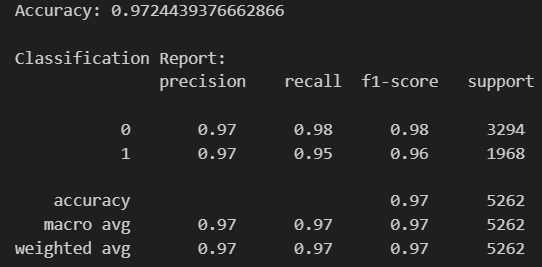 Accuracy: 0.9724439376662866
Classification Report:
precision recall f1-score support
0 0.97 0.98 0.98 3294
1 0.97 0.95 0.96 1968
accuracy 0.97 5262
macro avg 0.97 0.97 0.97 5262
weighted avg 0.97 0.97 0.97 5262